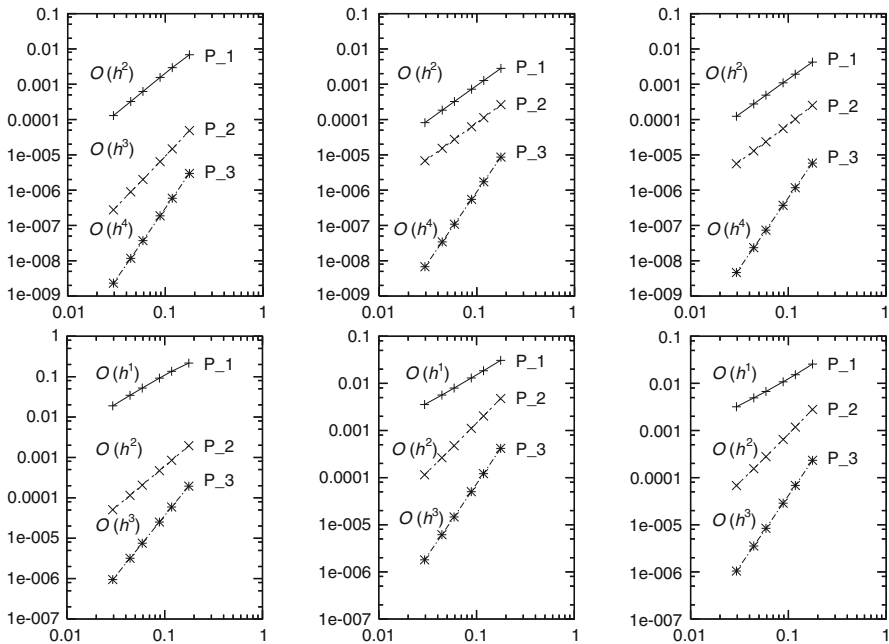 0.1
0.01
0.001
0.0001
1e-005
1e-006
1e-007
1e-008
1e-009
O(h²)
P_1
O(h³)
P_2
P_3
O(h⁴)
0.01 0.1 1
0.1
0.01
0.001
0.0001
1e-005
1e-006
1e-007
1e-008
1e-009
O(h²)
P_1
P_2
P_3
O(h⁴)
0.01 0.1 1
0.1
0.01
0.001
0.0001
1e-005
1e-006
1e-007
1e-008
1e-009
O(h²)
P_1
P_2
P_3
O(h⁴)
0.01 0.1 1
1
0.1
0.01
0.001
0.0001
1e-005
1e-006
1e-007
O(h¹)
P_1
O(h²)
P_2
P_3
O(h³)
0.01 0.1 1
0.1
0.01
0.001
0.0001
1e-005
1e-006
1e-007
O(h¹)
P_1
P_2
O(h²)
P_3
O(h³)
0.01 0.1 1
0.1
0.01
0.001
0.0001
1e-005
1e-006
1e-007
O(h¹)
P_1
P_2
O(h²)
P_3
O(h³)
0.01 0.1 1